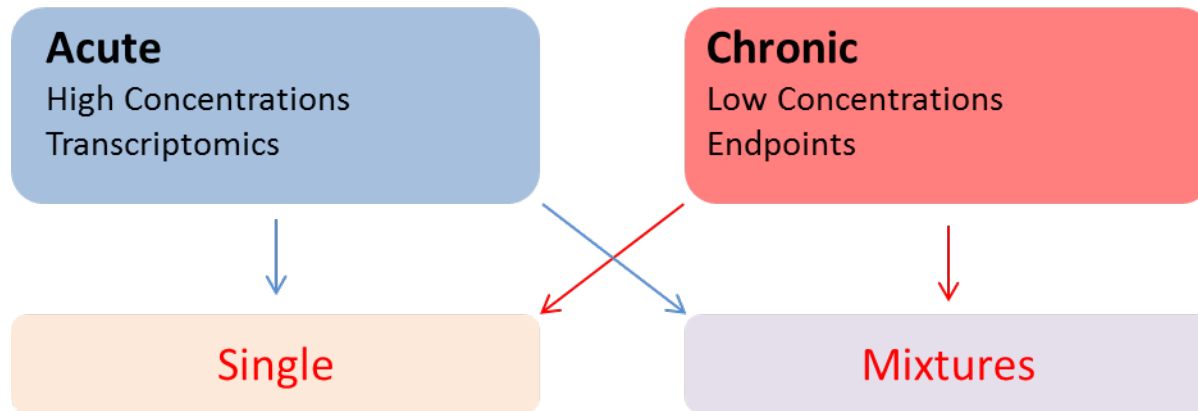 Acute
High Concentrations
Transcriptomics
Chronic
Low Concentrations
Endpoints
Single
Mixtures